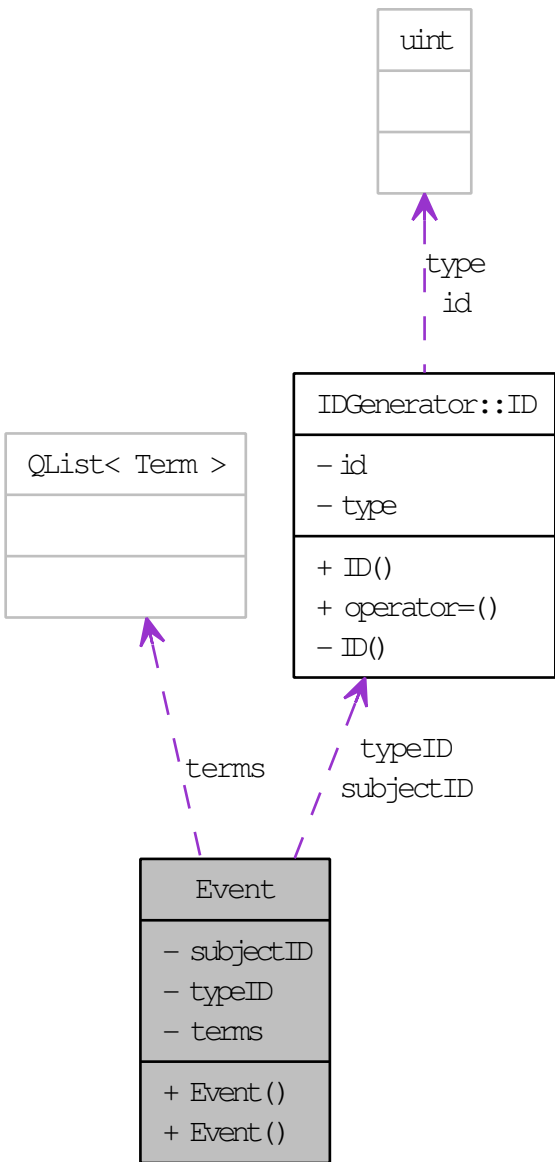 uint
type
id
IDGenerator::ID
- id
- type
+ ID()
+ operator=()
- ID()
QList< Term >
terms
typeID
subjectID
Event
- subjectID
- typeID
- terms
+ Event()
+ Event()